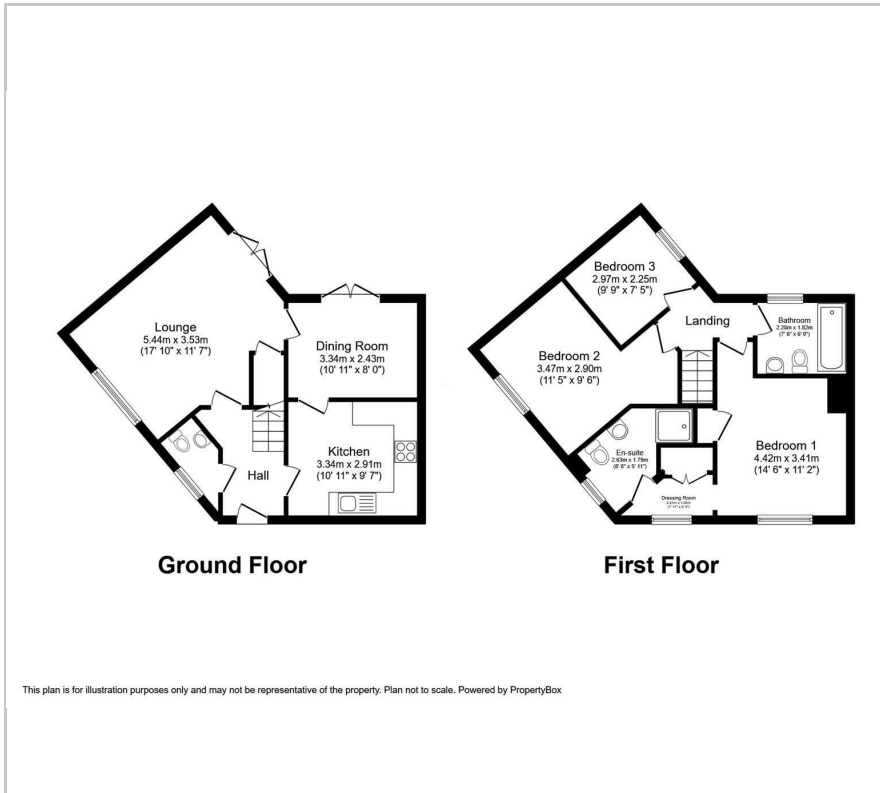 Lounge
5.44m x 3.53m
(17' 10" x 11' 7")
Dining Room
3.34m x 2.43m
(10' 11" x 8' 0")
Kitchen
3.34m x 2.91m
(10' 11" x 9' 7")
Hall
Ground Floor
Bedroom 3
2.97m x 2.25m
(9' 9" x 7' 5")
Landing
Bathroom
2.28m x 1.82m
(7' 6" x 6' 0")
Bedroom 2
3.47m x 2.90m
(11' 5" x 9' 6")
En-suite
2.63m x 1.79m
(8' 8" x 5' 11")
Bedroom 1
4.42m x 3.41m
(14' 6" x 11' 2")
Dressing Room
First Floor
This plan is for illustration purposes only and may not be representative of the property. Plan not to scale. Powered by PropertyBox